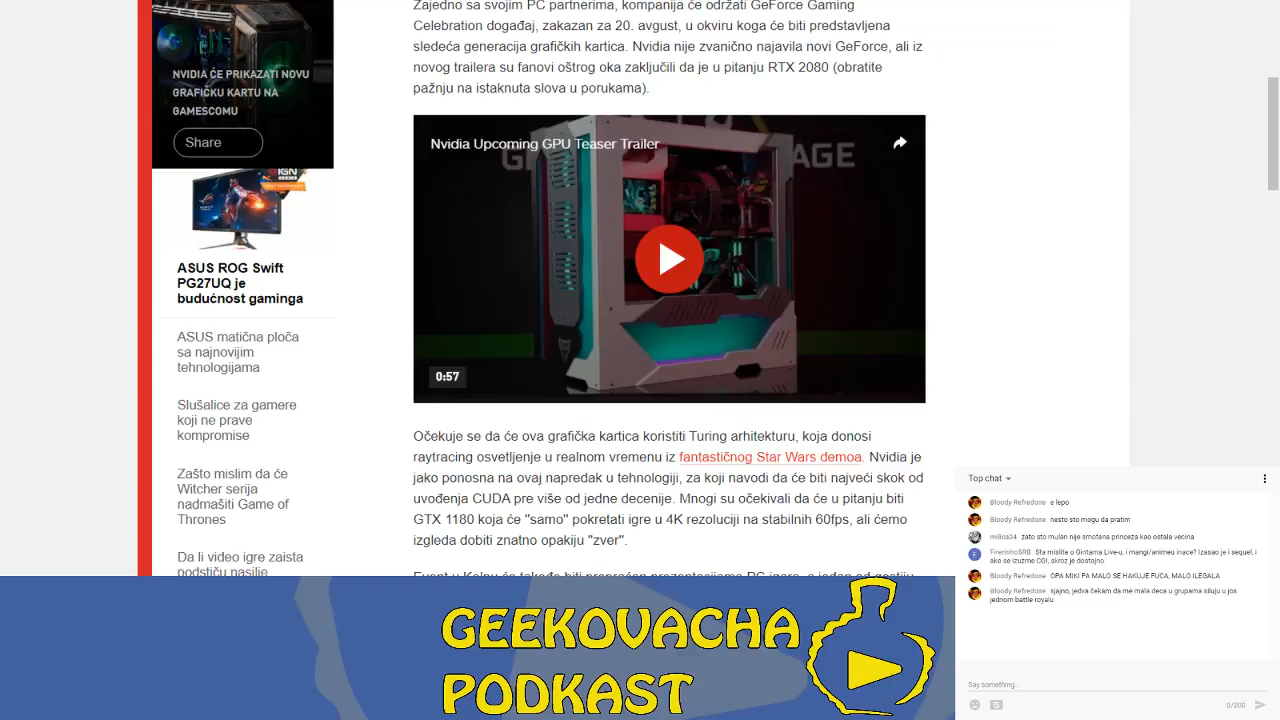 NVIDIA ĆE PRIKAZATI NOVU
GRAFIČKU KARTU NA
GAMESCOMU
Share
ASUS ROG Swift
PG27UQ je
budućnost gaminga
ASUS matična ploča
sa najnovijim
tehnologijama
Slušalice za gamere
koji ne prave
kompromise
Zašto mislim da će
Witcher serija
nadmašiti Game of
Thrones
Da li video igre zaista
podstiču nasilje
Zajedno sa svojim PC partnerima, kompanija će održati GeForce Gaming
Celebration događaj, zakazan za 20. avgust, u okviru koga će biti predstavljena
sledeća generacija grafičkih kartica. Nvidia nije zvanično najavila novi GeForce, ali iz
novog trailera su fanovi oštrog oka zaključili da je u pitanju RTX 2080 (obratite
pažnju na istaknuta slova u porukama).
Nvidia Upcoming GPU Teaser Trailer
0:57
Očekuje se da će ova grafička kartica koristiti Turing arhitekturu, koja donosi
raytracing osvetljenje u realnom vremenu iz fantastičnog Star Wars demoa. Nvidia je
jako ponosna na ovaj napredak u tehnologiji, za koji navodi da će biti najveći skok od
uvođenja CUDA pre više od jedne decenije. Mnogi su očekivali da će u pitanju biti
GTX 1180 koja će "samo" pokretati igre u 4K rezoluciji na stabilnih 60fps, ali ćemo
izgleda dobiti znatno opakiju "zver".
Top chat
Bloody Refredone e lepo
Bloody Refredone nesto sto mogu da pratim
milica34 zato sto mulan nije smotana princeza kao ostala vecina
F FirerinhoSRB Sta mislite o Gintama Live-u, i mangi/animeu inace? Izasao je i sequel, i
ako se izuzme CGI, skroz je dostojno.
Bloody Refredone OPA MIKI PA MALO SE HAKUJE FUCA, MALO ILEGALA
Bloody Refredone sjajno, jedva čekam da me mala deca u grupama siluju u jos
jednom battle royalu
Say something...
0/200
GEEKOVACHA
PODKAST